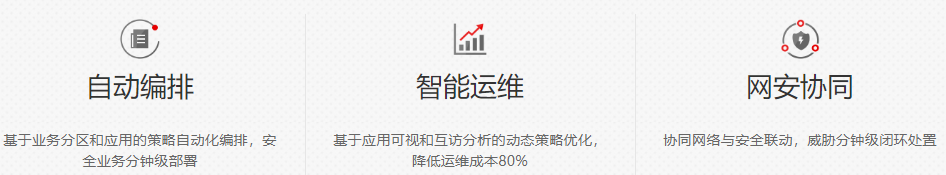 自动编排
基于业务分区和应用的策略自动化编排，安
全业务分钟级部署
智能运维
基于应用可视和互访分析的动态策略优化，
降低运维成本80%
网安协同
协同网络与安全联动，威胁分钟级闭环处置